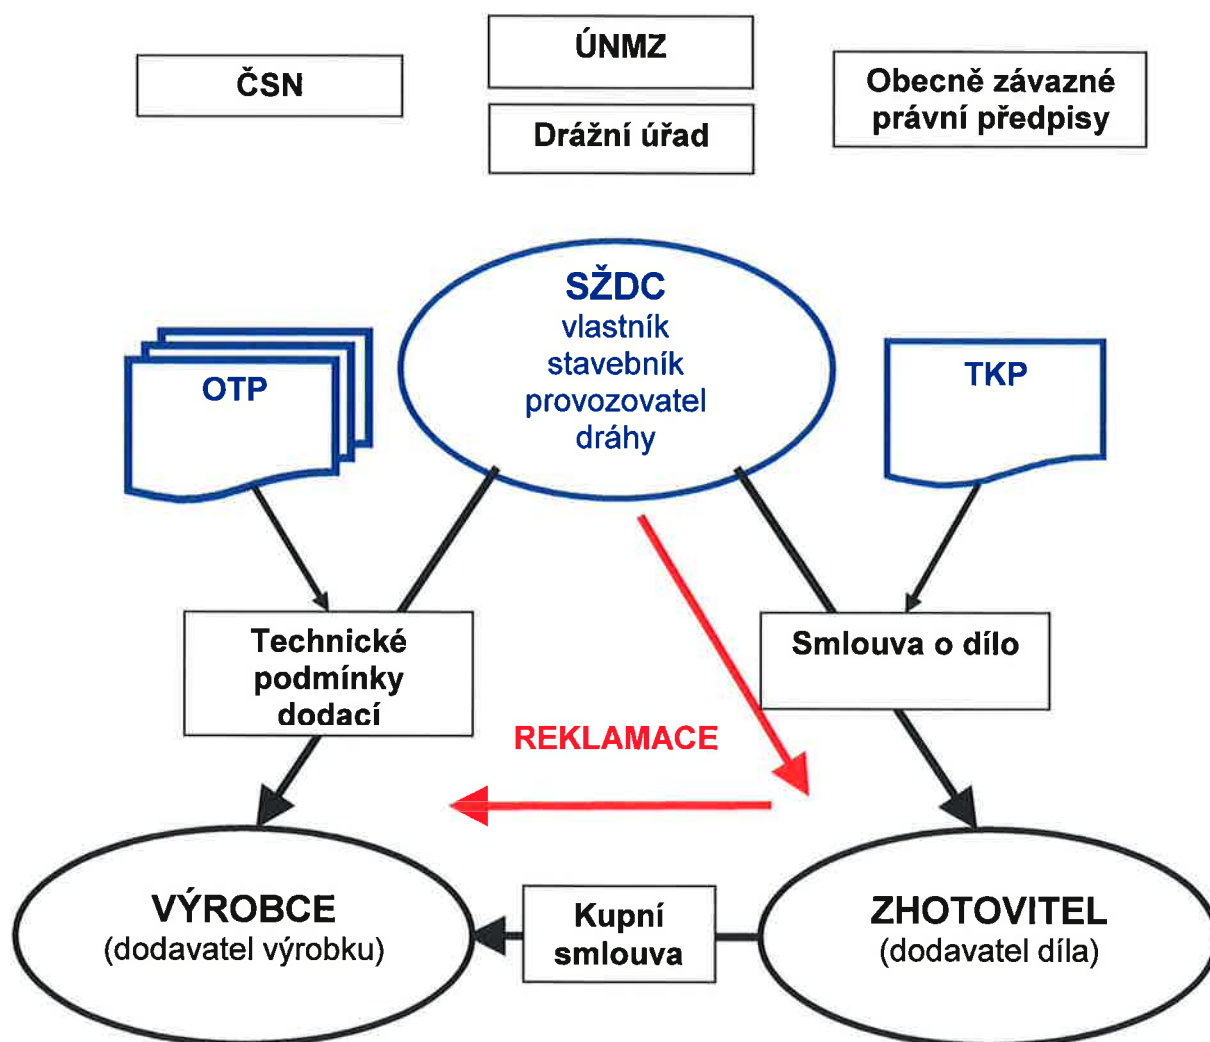 ČSN
ÚNMZ
Drážní úřad
Obecně závazné
právní předpisy
SŽDC
vlastník
stavebník
provozovatel
dráhy
OTP
TKP
Technické
podmínky
dodací
Smlouva o dílo
REKLAMACE
VÝROBCE
(dodavatel výrobku)
Kupní
smlouva
ZHOTOVITEL
(dodavatel díla)